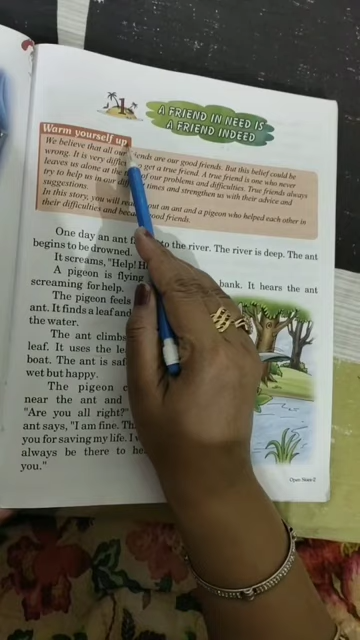 1
A FRIEND IN NEED IS
A FRIEND INDEED
Warm yourself up
We believe that all our friends are our good friends. But this belief could be
wrong. It is very difficult to get a true friend. A true friend is one who never
leaves us alone at the of our problems and difficulties. True friends always
try to help us in our times and strengthen us with their advice and
suggestions.
In this story, you will read about an ant and a pigeon who helped each other in
their difficulties and good friends.
One day an ant to the river. The river is deep. The ant
begins to be drowned.
It screams, "Help!
A pigeon is flying bank. It hears the ant
screaming for help.
The pigeon feels
ant. It finds a leaf and
the water.
The ant climbs
leaf. It uses the
boat. The ant is
wet but happy.
The pigeon
near the ant and
"Are you all right?"
ant says, "I am fine.
you for saving my life. I
always be there to
you."